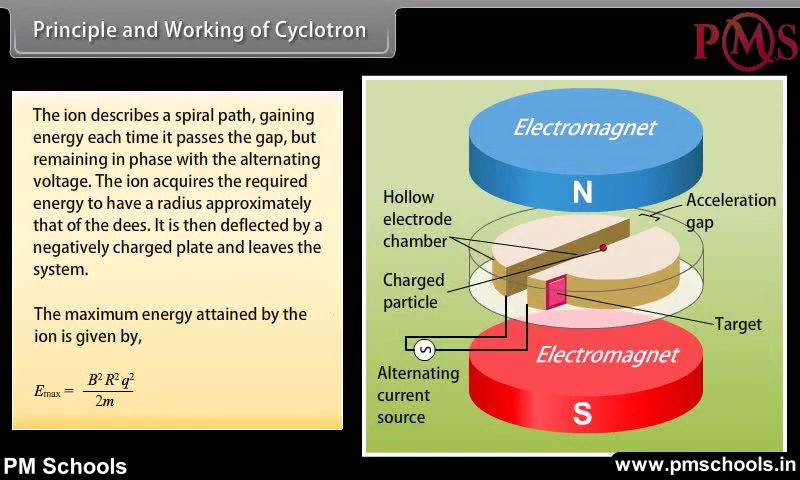 Principle and Working of Cyclotron
PMS
The ion describes a spiral path, gaining
energy each time it passes the gap, but
remaining in phase with the alternating
voltage. The ion acquires the required
energy to have a radius approximately
that of the dees. It is then deflected by a
negatively charged plate and leaves the
system.
The maximum energy attained by the
ion is given by,
E_max = B² R² q² / 2m
Electromagnet
N
Hollow
electrode
chamber
Acceleration
gap
Charged
particle
Target
Alternating
current
source
Electromagnet
S
PM Schools
www.pmschools.in